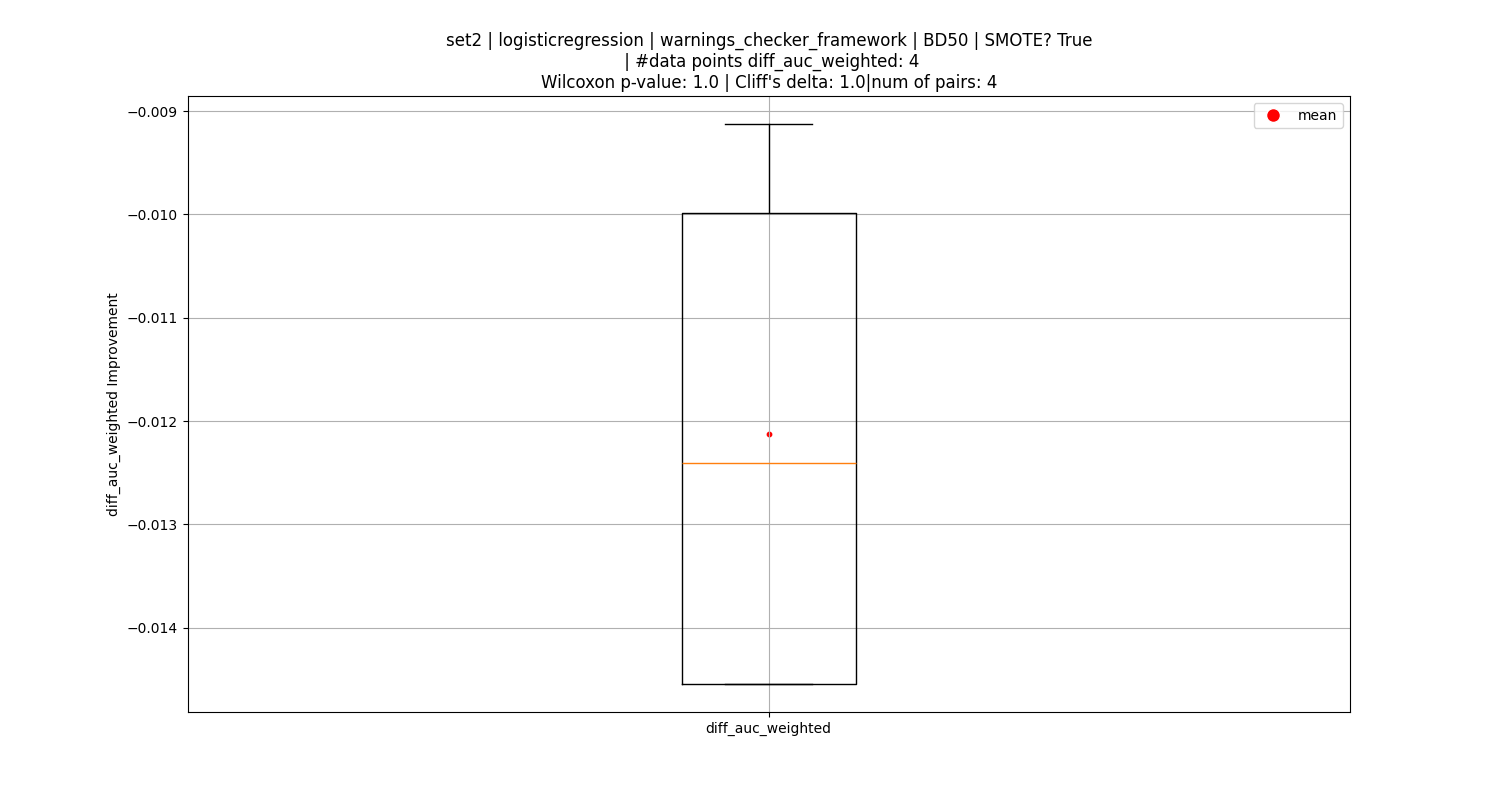 set2 | logisticregression | warnings_checker_framework | BD50 | SMOTE? True
| #data points diff_auc_weighted: 4
Wilcoxon p-value: 1.0 | Cliff's delta: 1.0|num of pairs: 4
mean
−0.009
−0.010
−0.011
−0.012
−0.013
−0.014
diff_auc_weighted Improvement
diff_auc_weighted